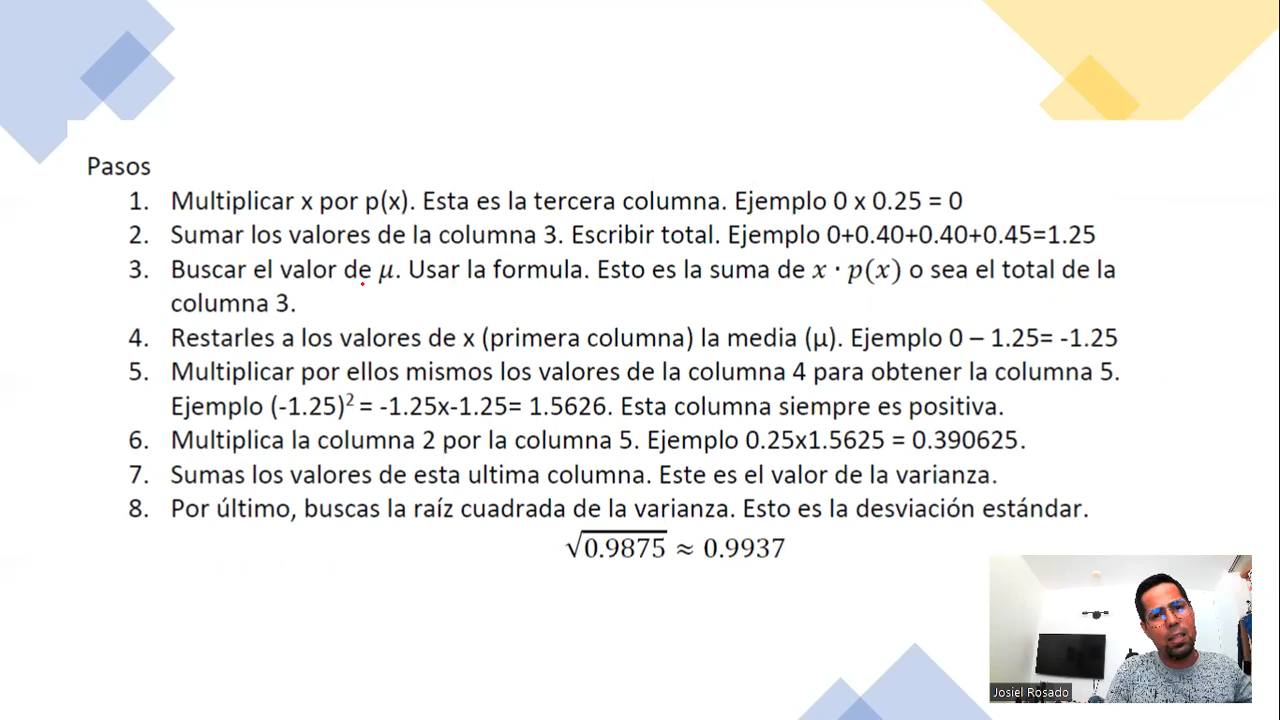 Pasos
1. Multiplicar x por p(x). Esta es la tercera columna. Ejemplo 0 x 0.25 = 0
2. Sumar los valores de la columna 3. Escribir total. Ejemplo 0+0.40+0.40+0.45=1.25
3. Buscar el valor de μ. Usar la formula. Esto es la suma de x · p(x) o sea el total de la
columna 3.
4. Restarles a los valores de x (primera columna) la media (μ). Ejemplo 0 – 1.25= -1.25
5. Multiplicar por ellos mismos los valores de la columna 4 para obtener la columna 5.
Ejemplo (-1.25)² = -1.25x-1.25= 1.5626. Esta columna siempre es positiva.
6. Multiplica la columna 2 por la columna 5. Ejemplo 0.25x1.5625 = 0.390625.
7. Sumas los valores de esta ultima columna. Este es el valor de la varianza.
8. Por último, buscas la raíz cuadrada de la varianza. Esto es la desviación estándar.
√0.9875 ≈ 0.9937
Josiel Rosado